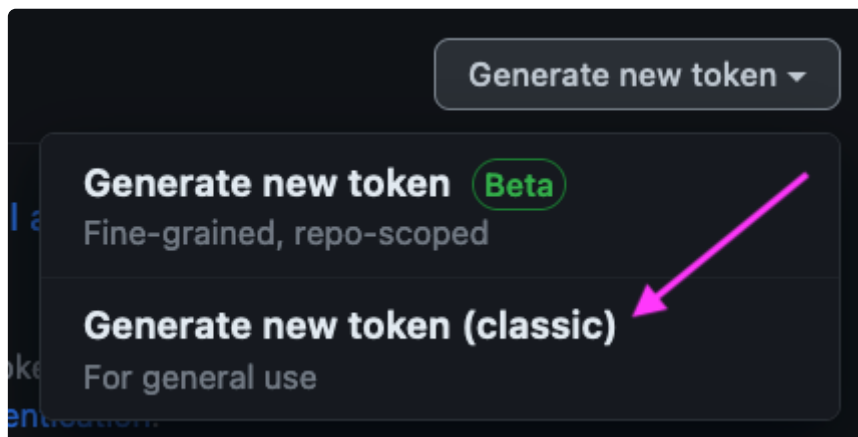 Generate new token
Generate new token Beta
Fine-grained, repo-scoped
Generate new token (classic)
For general use